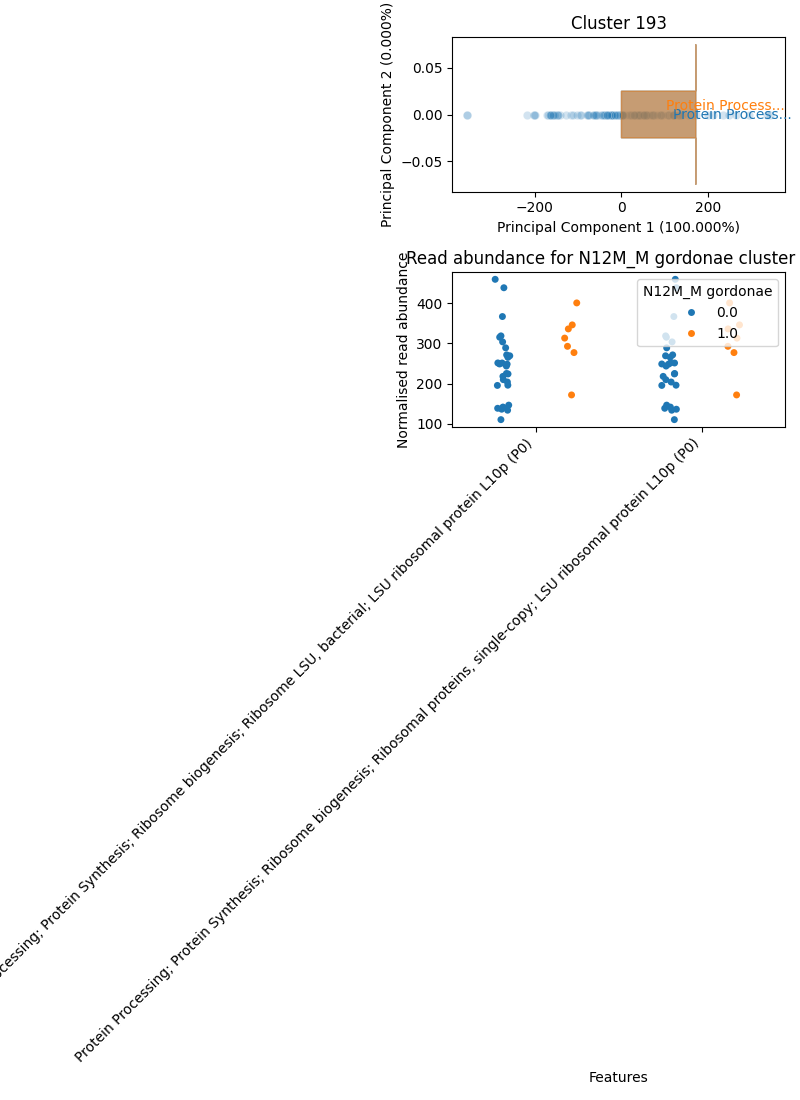 Cluster 193
Principal Component 2 (0.000%)
0.05
0.00
−0.05
Protein Process...
Protein Process...
−200
0
200
Principal Component 1 (100.000%)
Read abundance for N12M_M gordonae cluster
Normalised read abundance
400
300
200
100
N12M_M gordonae
0.0
1.0
cessing; Protein Synthesis; Ribosome biogenesis; Ribosome LSU, bacterial; LSU ribosomal protein L10p (P0)
Protein Processing; Protein Synthesis; Ribosome biogenesis; Ribosomal proteins, single-copy; LSU ribosomal protein L10p (P0)
Features